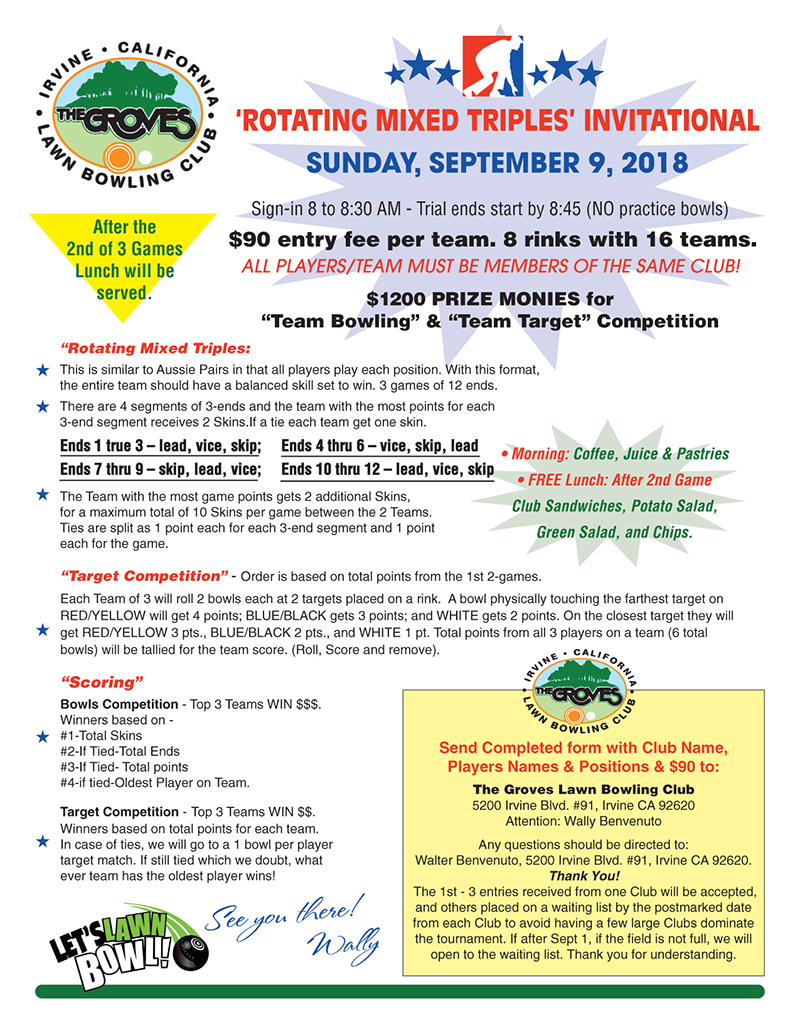 IRVINE • CALIFORNIA
THE GROVES
• LAWN BOWLING CLUB •
‘ROTATING MIXED TRIPLES’ INVITATIONAL
SUNDAY, SEPTEMBER 9, 2018
Sign-in 8 to 8:30 AM - Trial ends start by 8:45 (NO practice bowls)
$90 entry fee per team. 8 rinks with 16 teams.
ALL PLAYERS/TEAM MUST BE MEMBERS OF THE SAME CLUB!
$1200 PRIZE MONIES for
“Team Bowling” & “Team Target” Competition
After the
2nd of 3 Games
Lunch will be
served.
“Rotating Mixed Triples:
This is similar to Aussie Pairs in that all players play each position. With this format,
the entire team should have a balanced skill set to win. 3 games of 12 ends.
There are 4 segments of 3-ends and the team with the most points for each
3-end segment receives 2 Skins.If a tie each team get one skin.
Ends 1 true 3 – lead, vice, skip; Ends 4 thru 6 – vice, skip, lead
Ends 7 thru 9 – skip, lead, vice; Ends 10 thru 12 – lead, vice, skip
The Team with the most game points gets 2 additional Skins,
for a maximum total of 10 Skins per game between the 2 Teams.
Ties are split as 1 point each for each 3-end segment and 1 point
each for the game.
• Morning: Coffee, Juice & Pastries
• FREE Lunch: After 2nd Game
Club Sandwiches, Potato Salad,
Green Salad, and Chips.
“Target Competition” - Order is based on total points from the 1st 2-games.
Each Team of 3 will roll 2 bowls each at 2 targets placed on a rink. A bowl physically touching the farthest target on
RED/YELLOW will get 4 points; BLUE/BLACK gets 3 points; and WHITE gets 2 points. On the closest target they will
get RED/YELLOW 3 pts., BLUE/BLACK 2 pts., and WHITE 1 pt. Total points from all 3 players on a team (6 total
bowls) will be tallied for the team score. (Roll, Score and remove).
“Scoring”
Bowls Competition - Top 3 Teams WIN $$$.
Winners based on -
#1-Total Skins
#2-If Tied-Total Ends
#3-If Tied- Total points
#4-if tied-Oldest Player on Team.
Target Competition - Top 3 Teams WIN $$.
Winners based on total points for each team.
In case of ties, we will go to a 1 bowl per player
target match. If still tied which we doubt, what
ever team has the oldest player wins!
LET'S LAWN
BOWL!
See you there!
Wally
IRVINE • CALIFORNIA
THE GROVES
• LAWN BOWLING CLUB •
Send Completed form with Club Name,
Players Names & Positions & $90 to:
The Groves Lawn Bowling Club
5200 Irvine Blvd. #91, Irvine CA 92620
Attention: Wally Benvenuto
Any questions should be directed to:
Walter Benvenuto, 5200 Irvine Blvd. #91, Irvine CA 92620.
Thank You!
The 1st - 3 entries received from one Club will be accepted,
and others placed on a waiting list by the postmarked date
from each Club to avoid having a few large Clubs dominate
the tournament. If after Sept 1, if the field is not full, we will
open to the waiting list. Thank you for understanding.